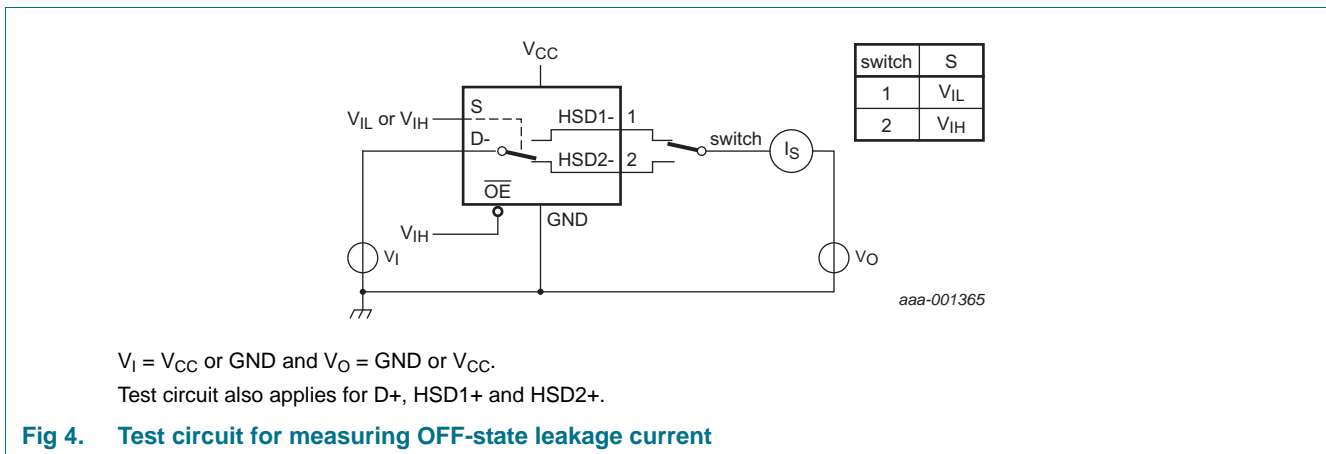 VCC
switch S
1 VIL
2 VIH
VIL or VIH
S
HSD1- 1
D-
switch
IS
HSD2- 2
OE
GND
VIH
VI
VO
aaa-001365
VI = VCC or GND and VO = GND or VCC.
Test circuit also applies for D+, HSD1+ and HSD2+.
Fig 4. Test circuit for measuring OFF-state leakage current